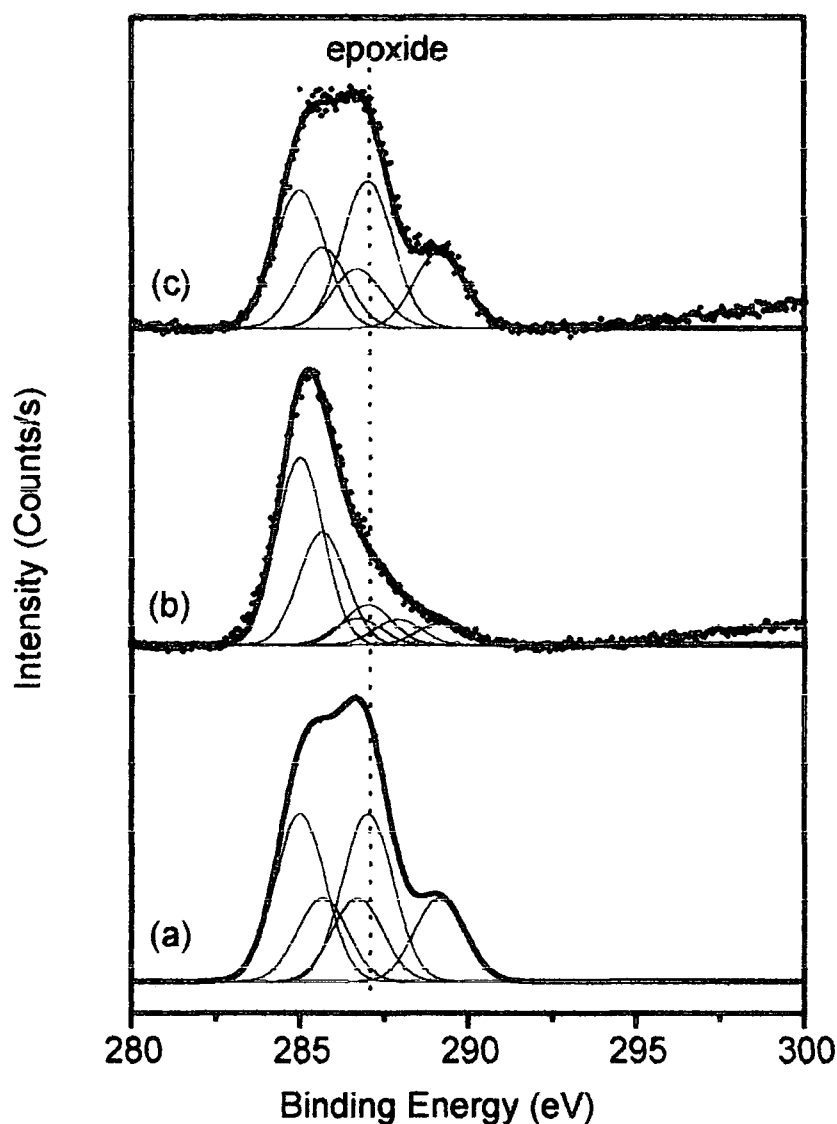 epoxide
(c)
(b)
(a)
Intensity (Counts/s)
280 285 290 295 300
Binding Energy (eV)